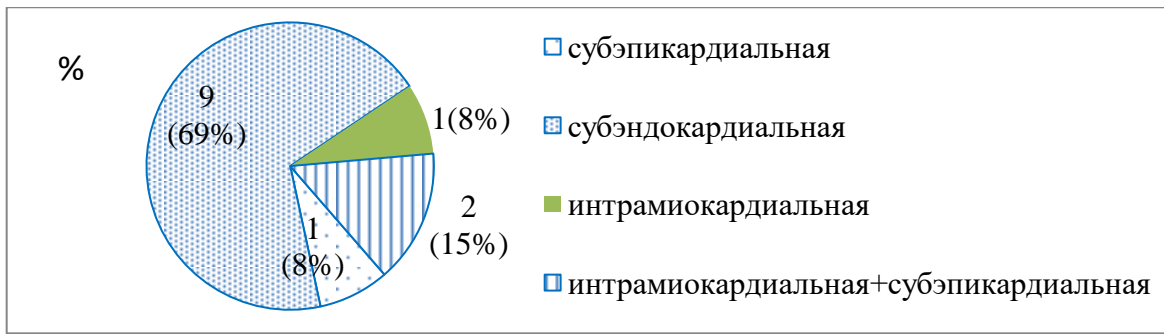 %
9
(69%)
1(8%)
2
(15%)
1
(8%)
субэпикардиальная
субэндокардиальная
интрамиокардиальная
интрамиокардиальная+субэпикардиальная